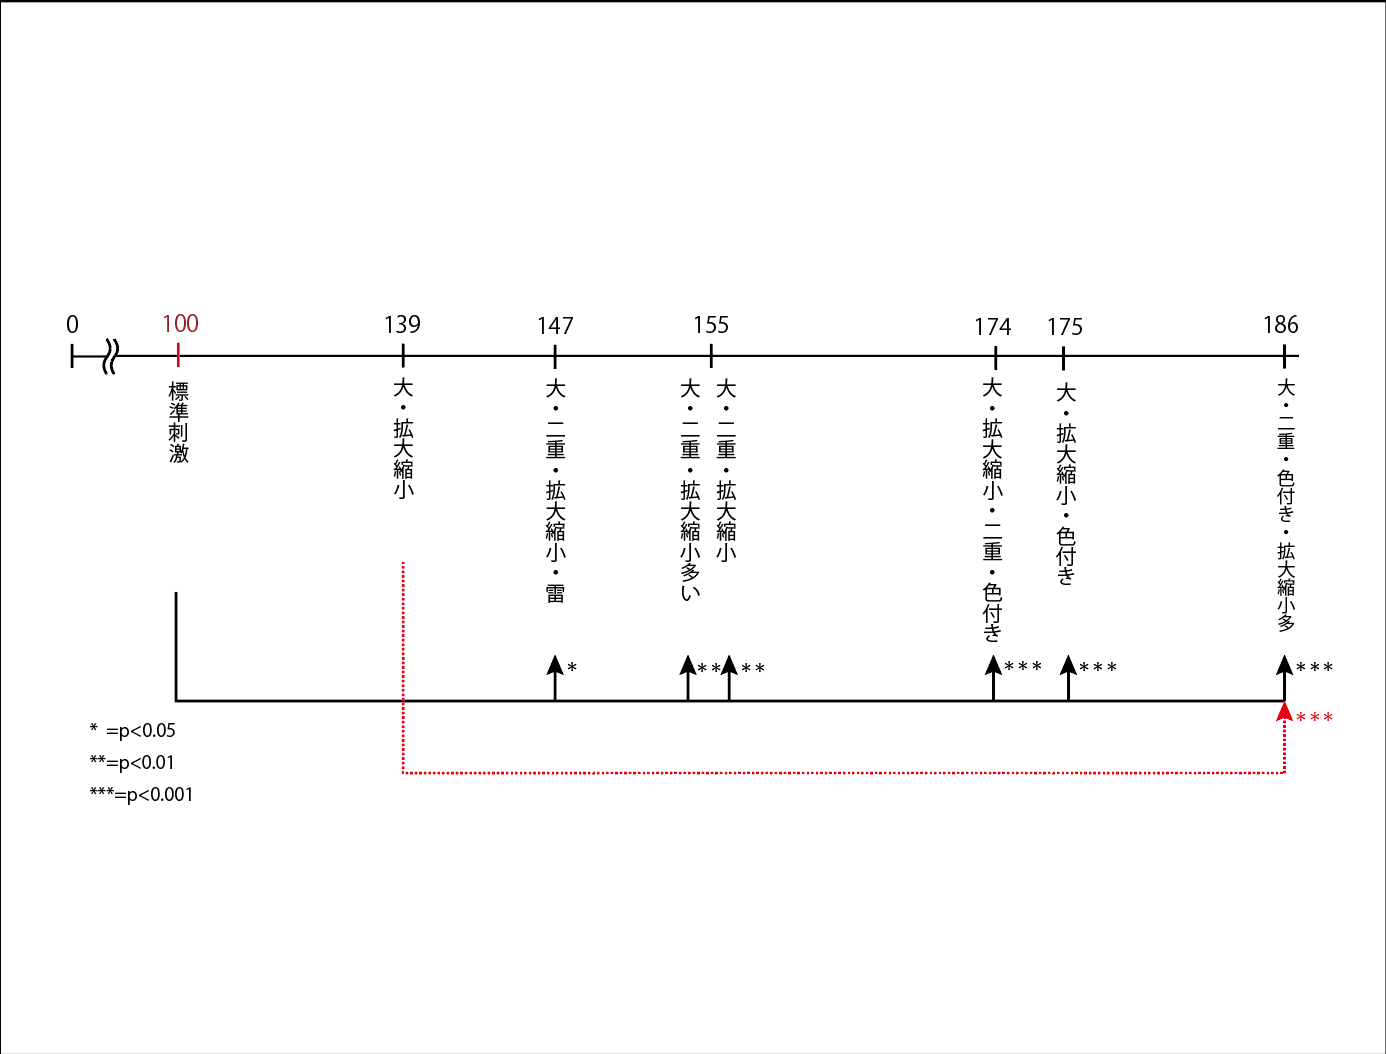 0
100
139
147
155
174
175
186
標準刺激
大・拡大縮小
大・二重・拡大縮小・雷
大・二重・拡大縮小多い
大・二重・拡大縮小
大・拡大縮小・二重・色付き
大・拡大縮小・色付き
大・二重・色付き・拡大縮小多
*
**
**
***
***
***
***
* =p<0.05
**=p<0.01
***=p<0.001